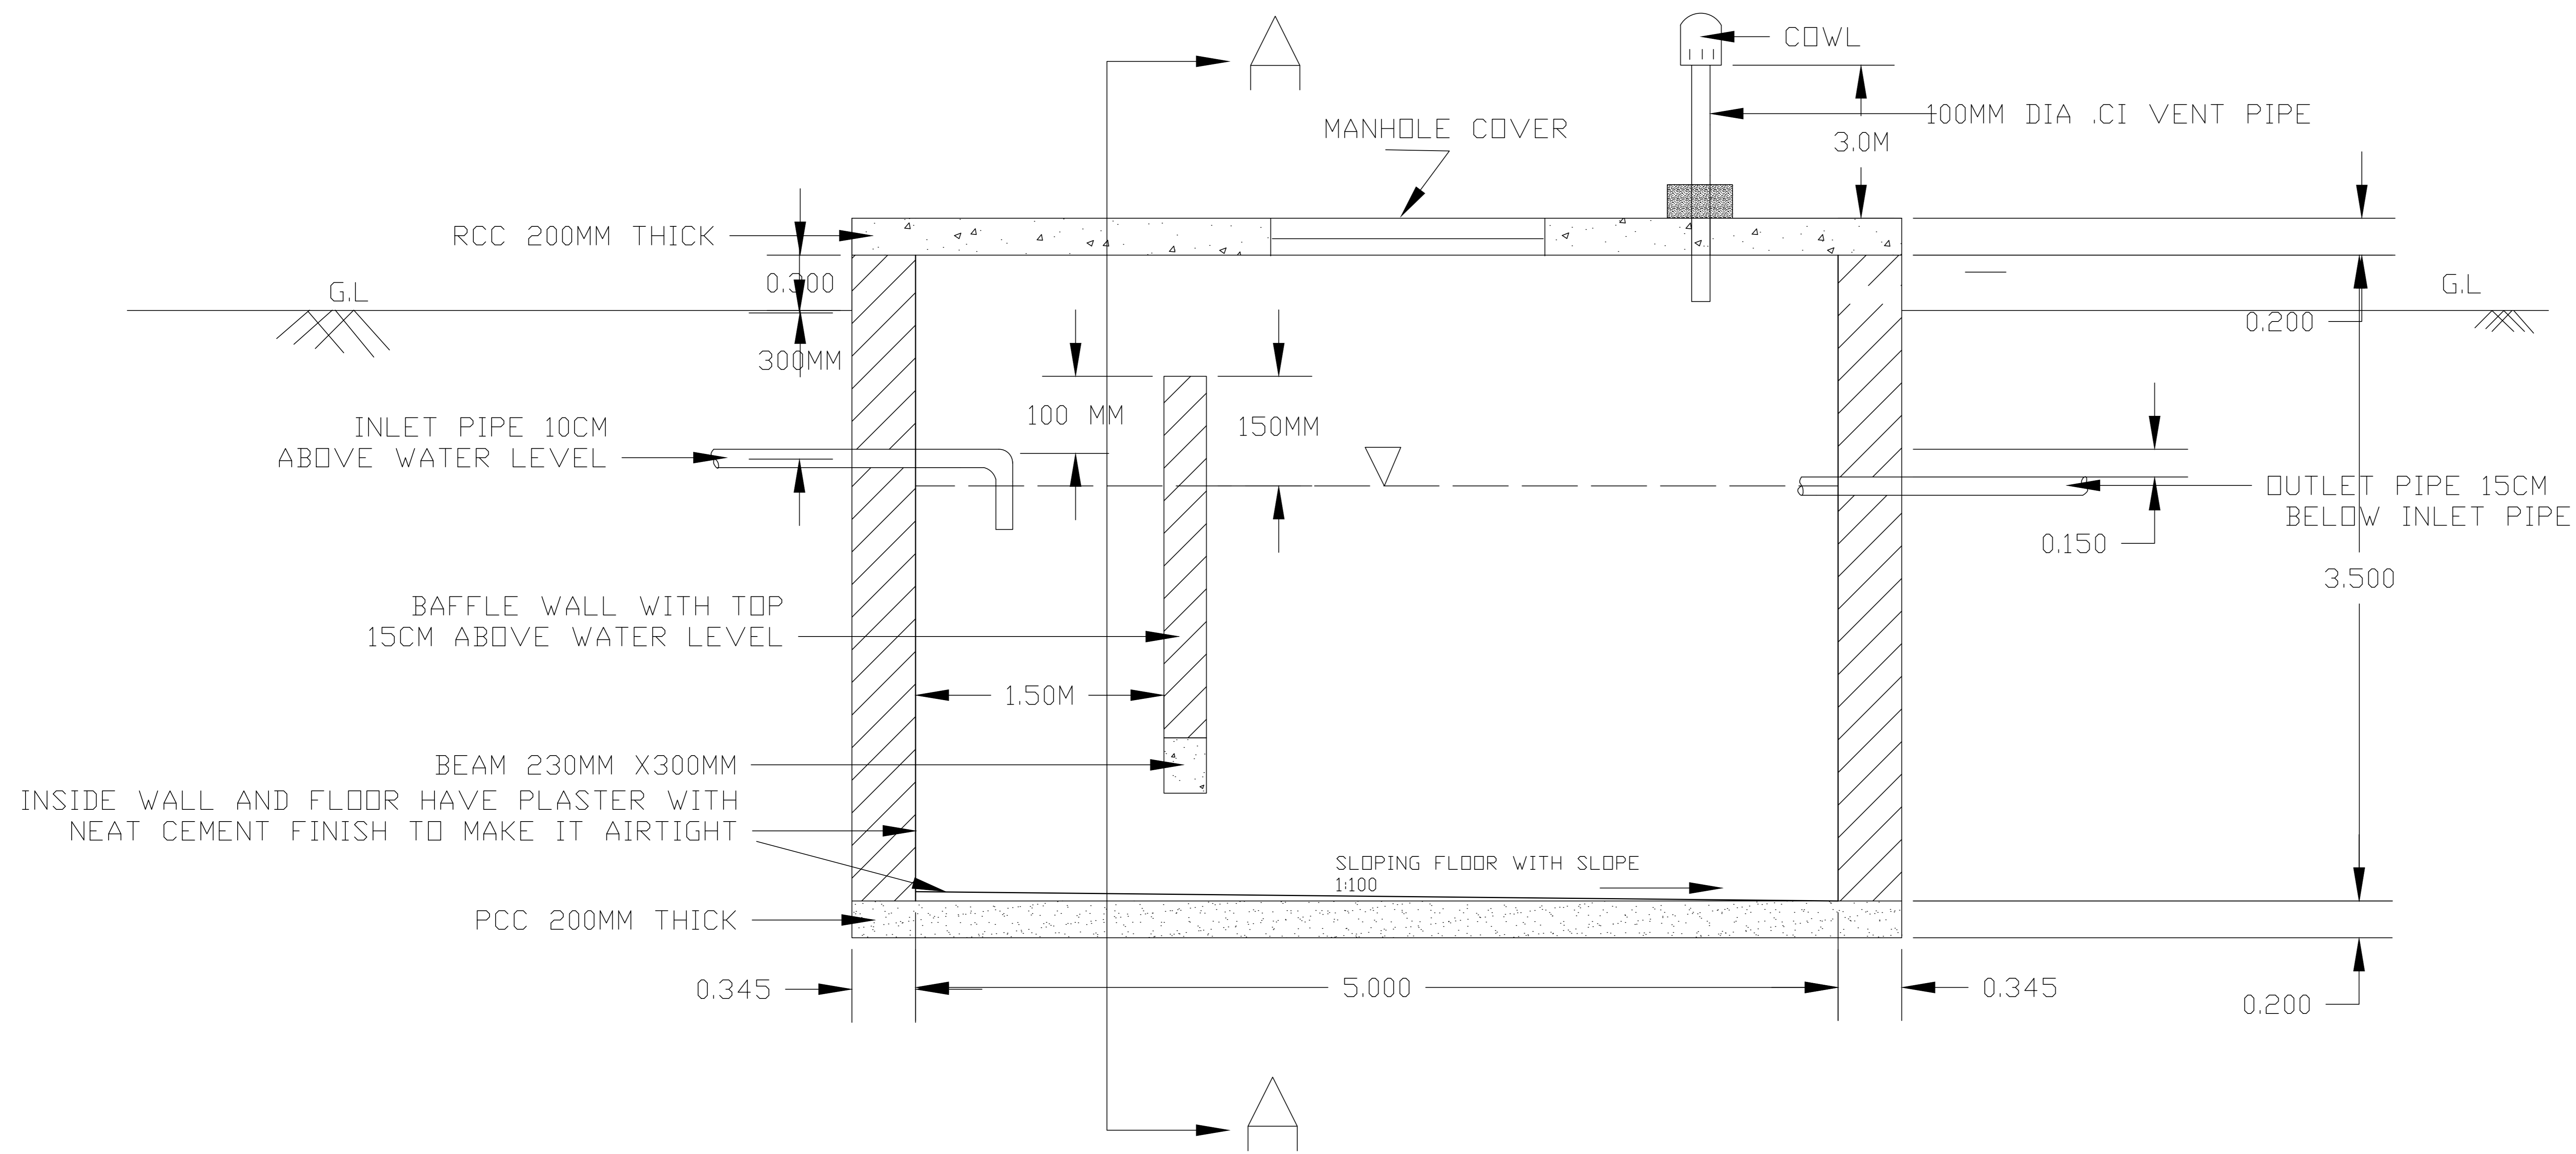 A
COWL
100MM DIA .CI VENT PIPE
MANHOLE COVER
3.0M
RCC 200MM THICK
0.300
G.L
G.L
0.200
300MM
100 MM
150MM
INLET PIPE 10CM
ABOVE WATER LEVEL
OUTLET PIPE 15CM
BELOW INLET PIPE
0.150
3.500
BAFFLE WALL WITH TOP
15CM ABOVE WATER LEVEL
1.50M
BEAM 230MM X300MM
INSIDE WALL AND FLOOR HAVE PLASTER WITH
NEAT CEMENT FINISH TO MAKE IT AIRTIGHT
SLOPING FLOOR WITH SLOPE
1:100
PCC 200MM THICK
0.345
5.000
0.345
0.200
A